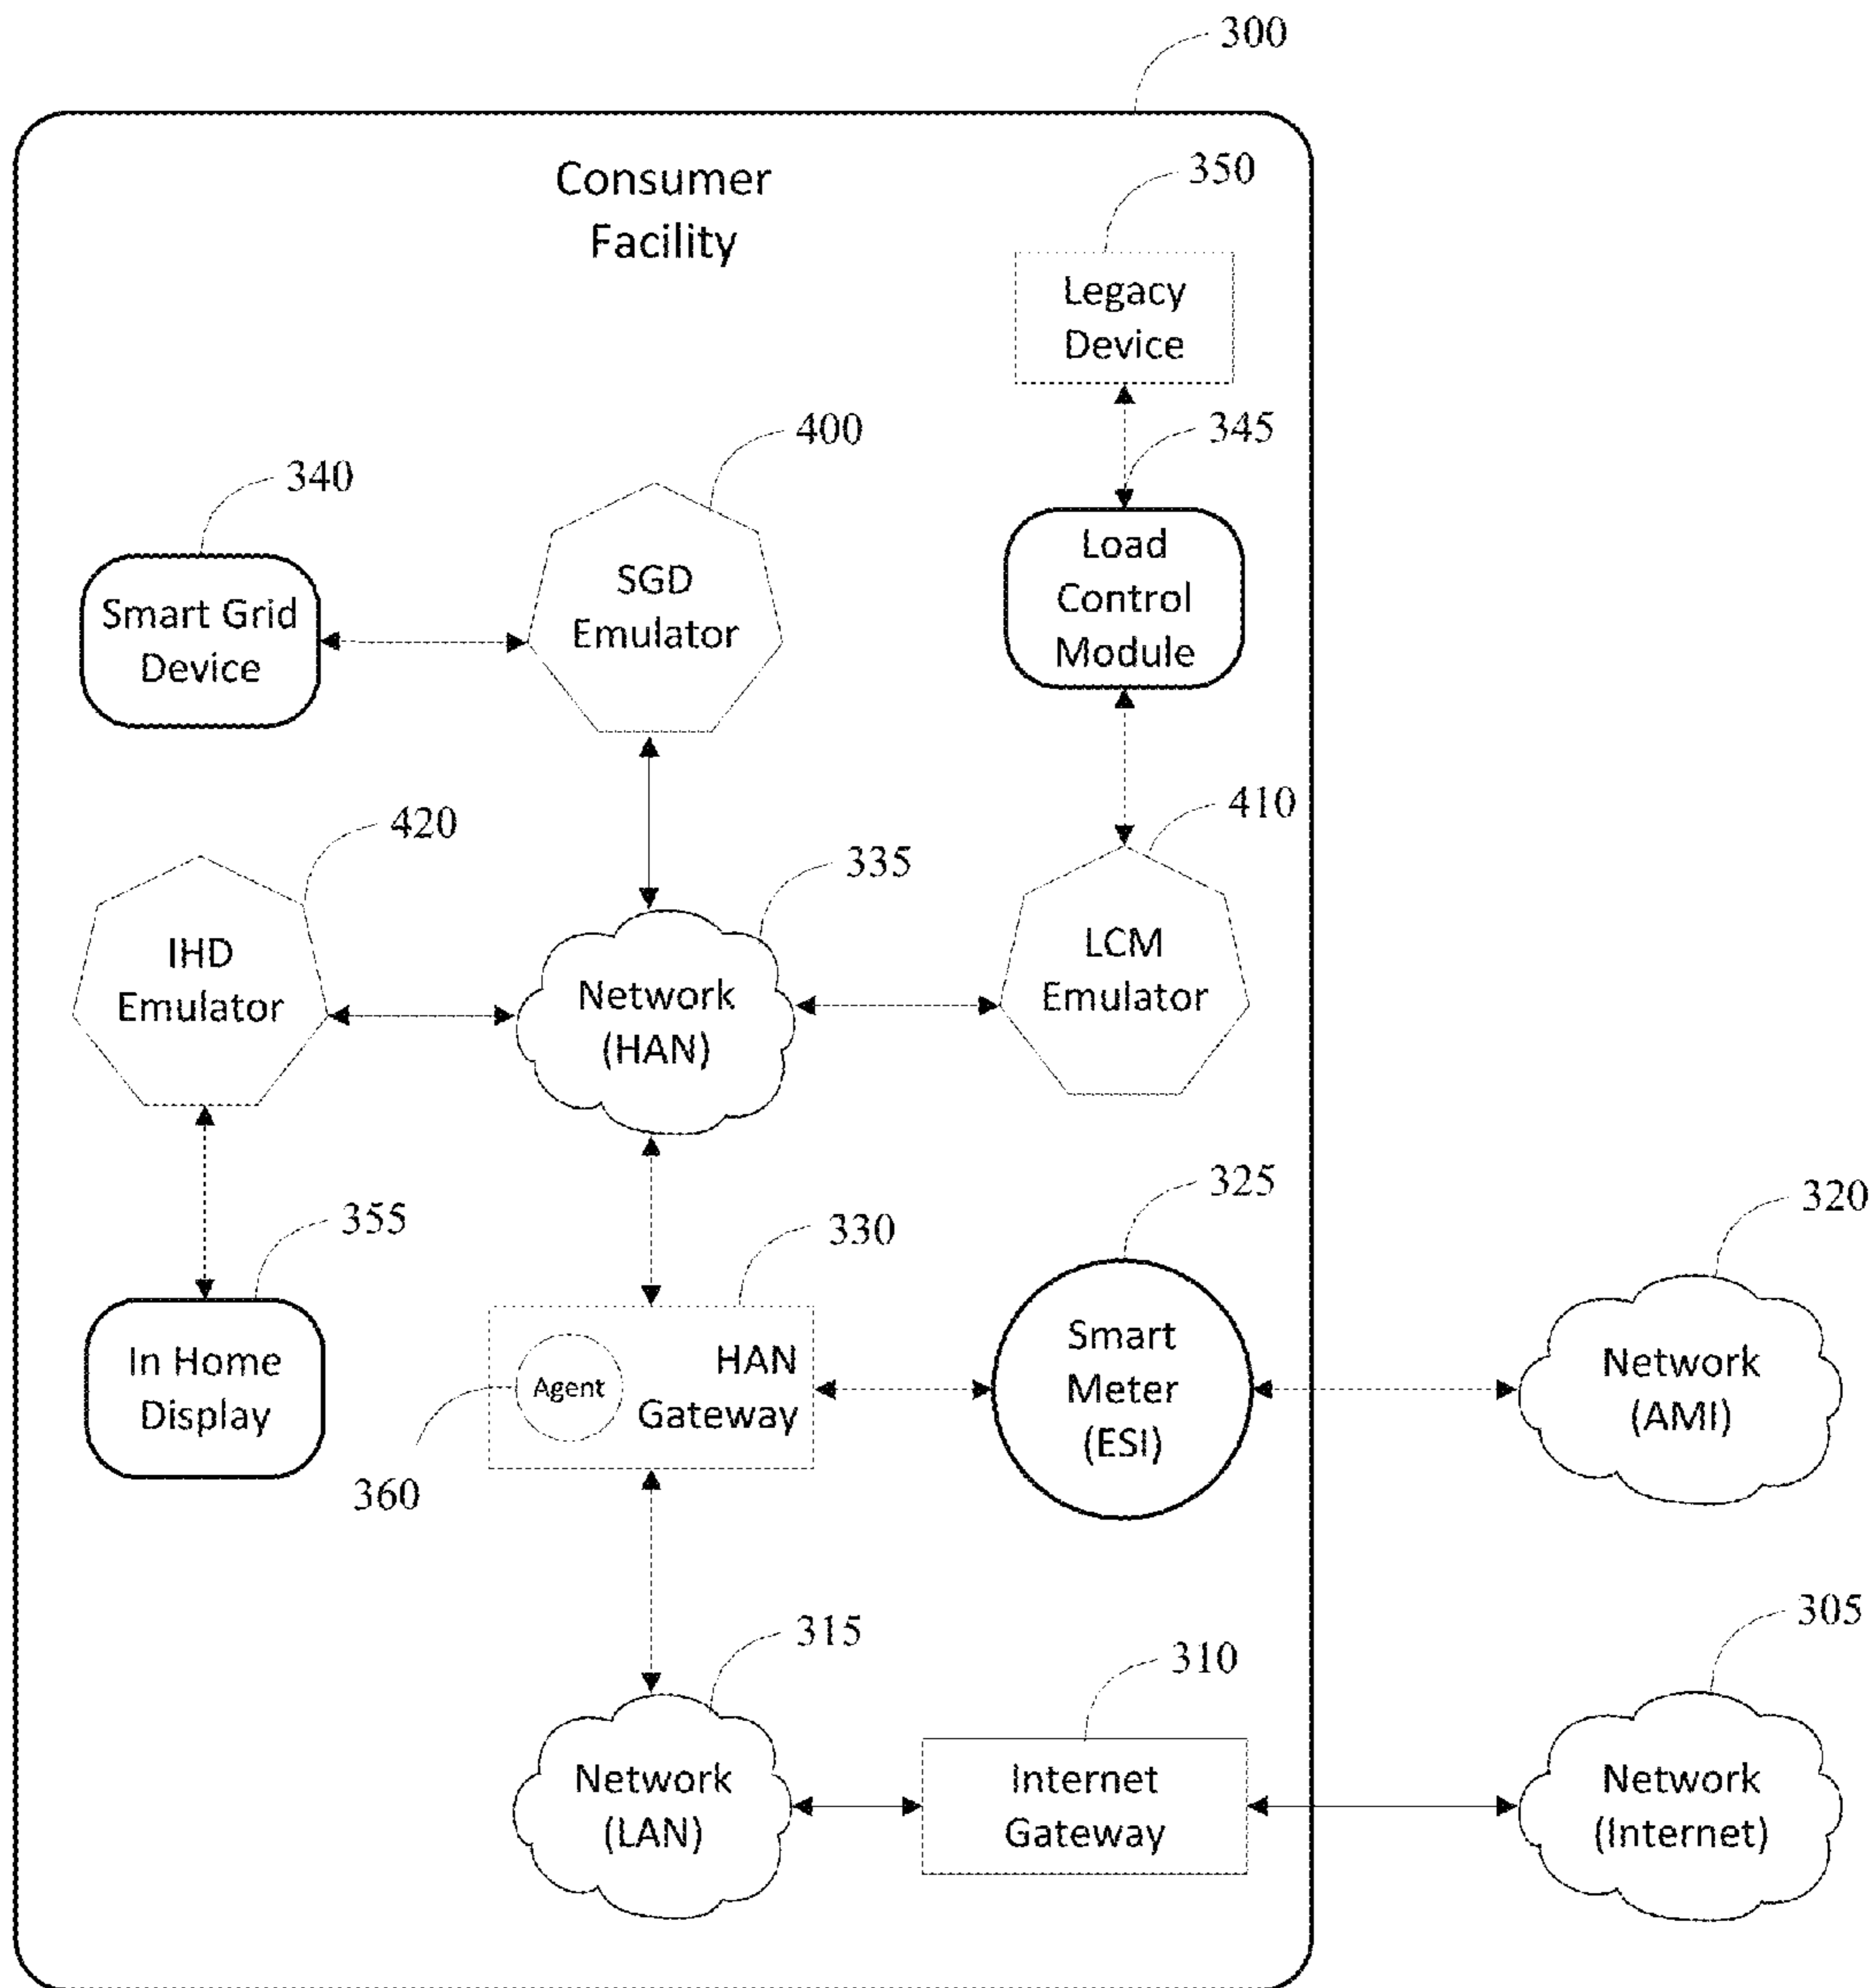 300
Consumer
Facility
350
Legacy
Device
345
400
340
Load
Control
Module
SGD
Emulator
Smart Grid
Device
410
420
335
IHD
Emulator
Network
(HAN)
LCM
Emulator
325
320
355
330
In Home
Display
Agent
HAN
Gateway
360
Smart
Meter
(ESI)
Network
(AMI)
315
310
305
Network
(LAN)
Internet
Gateway
Network
(Internet)